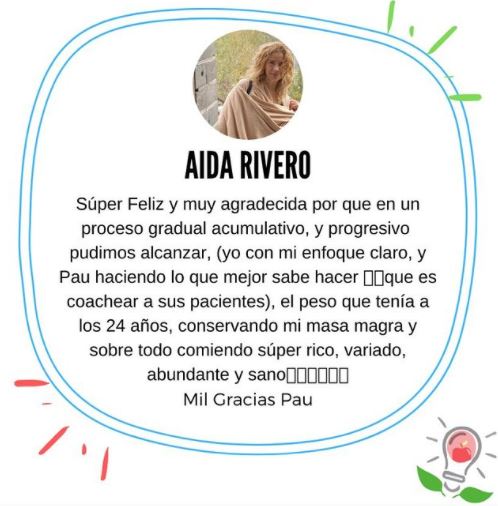 AIDA RIVERO
Súper Feliz y muy agradecida por que en un
proceso gradual acumulativo, y progresivo
pudimos alcanzar, (yo con mi enfoque claro, y
Pau haciendo lo que mejor sabe hacer ▯▯que es
coachear a sus pacientes), el peso que tenía a
los 24 años, conservando mi masa magra y
sobre todo comiendo súper rico, variado,
abundante y sano▯▯▯▯▯▯
Mil Gracias Pau